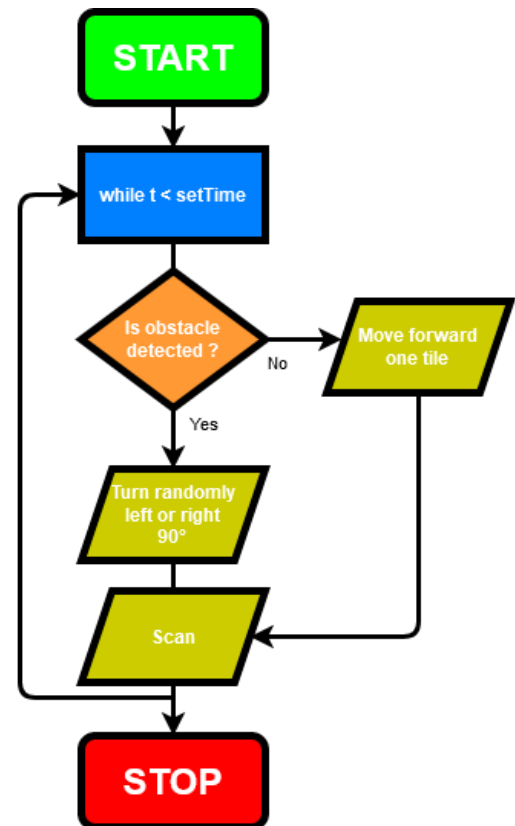 START
while t < setTime
Is obstacle
detected ?
No
Move forward
one tile
Yes
Turn randomly
left or right
90°
Scan
STOP